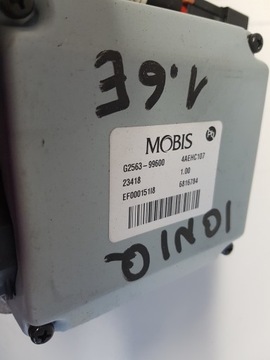 1.6E
MOBIS
G2563-99600 4AEHC107
23418 1.00
EF00015118 6816784
IONIQ